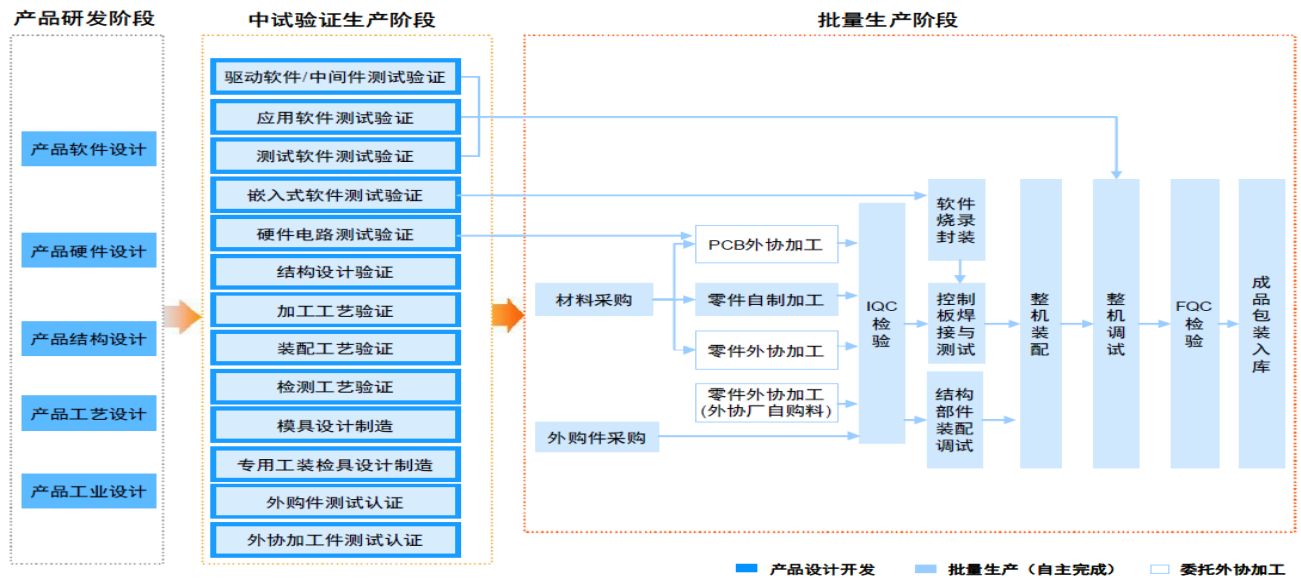 产品研发阶段
中试验证生产阶段
批量生产阶段
产品软件设计
产品硬件设计
产品结构设计
产品工艺设计
产品工业设计
驱动软件/中间件测试验证
应用软件测试验证
测试软件测试验证
嵌入式软件测试验证
硬件电路测试验证
结构设计验证
加工工艺验证
装配工艺验证
检测工艺验证
模具设计制造
专用工装检具设计制造
外购件测试认证
外协加工件测试认证
材料采购
外购件采购
PCB外协加工
零件自制加工
零件外协加工
零件外协加工
(外协厂自购料)
IQC
检
验
软件
烧录
封装
控制
板焊
接与
测试
结构
部件
装配
调试
整
机
装
配
整
机
调
试
FQC
检
验
成
品
包
装
入
库
产品设计开发
批量生产（自主完成）
委托外协加工